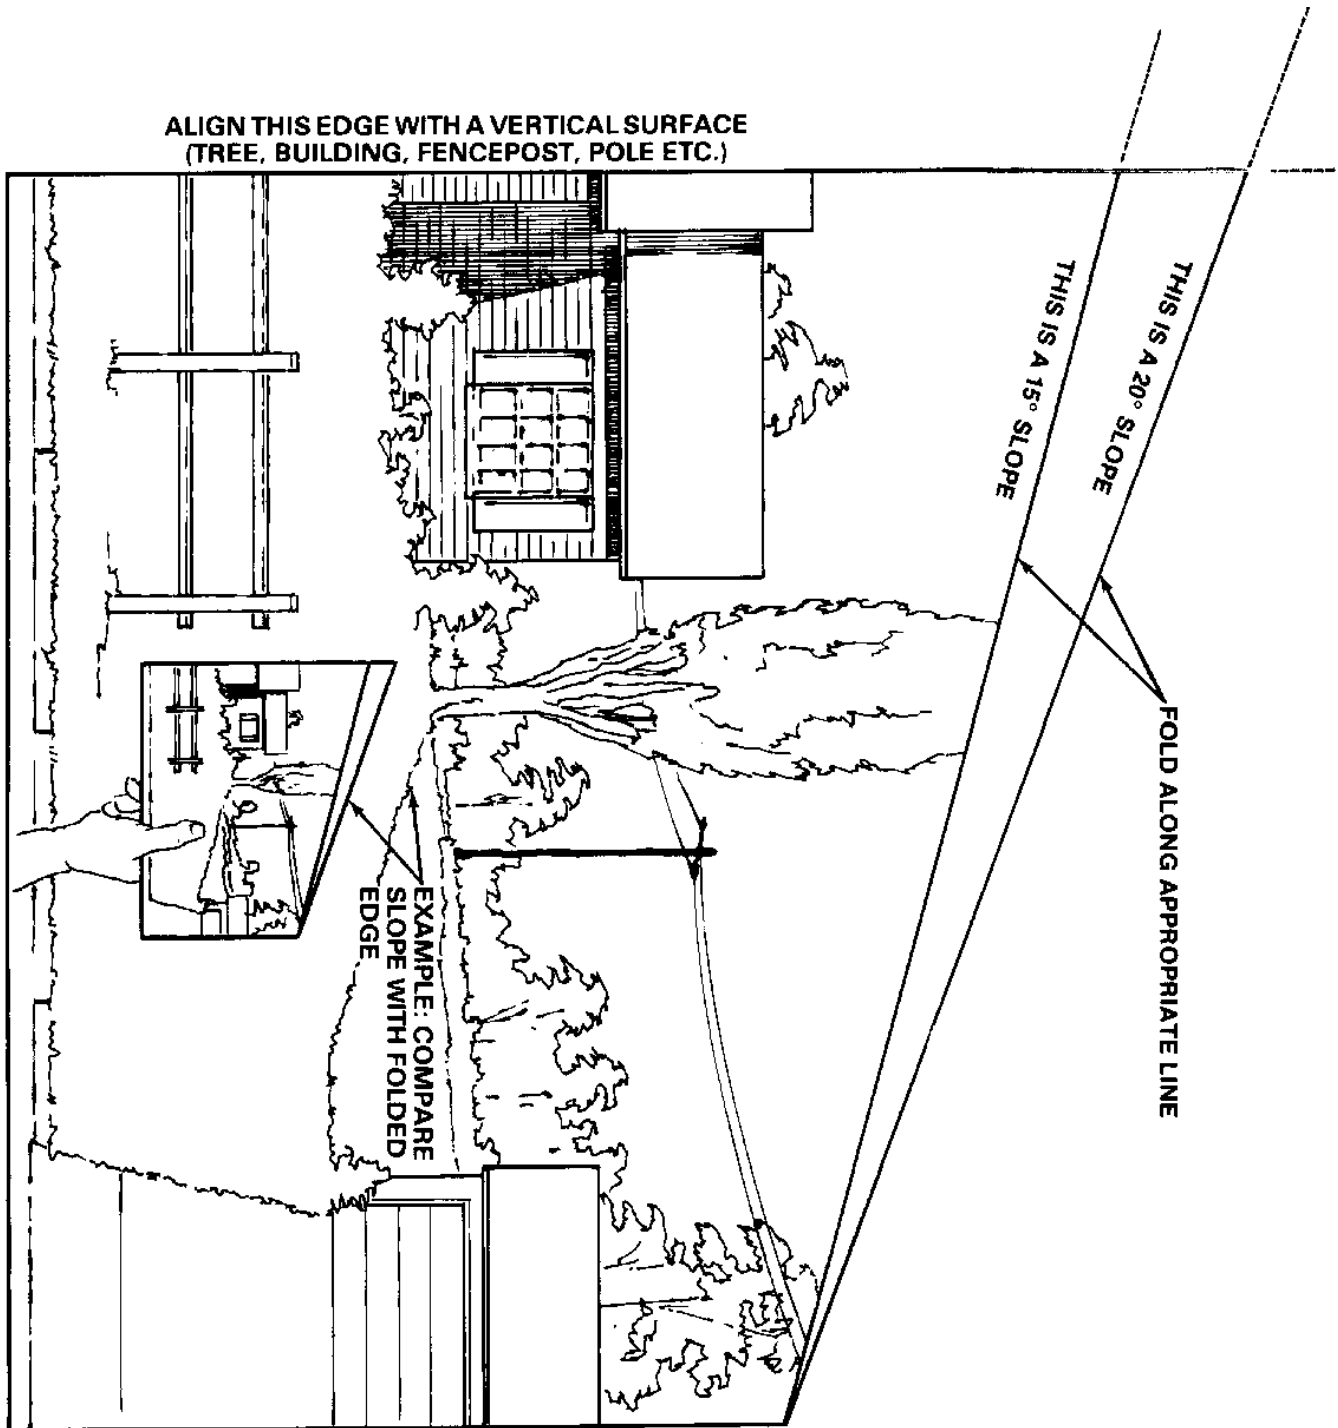 ALIGN THIS EDGE WITH A VERTICAL SURFACE
(TREE, BUILDING, FENCEPOST, POLE ETC.)
THIS IS A 20° SLOPE
THIS IS A 15° SLOPE
FOLD ALONG APPROPRIATE LINE
EXAMPLE: COMPARE
SLOPE WITH FOLDED
EDGE